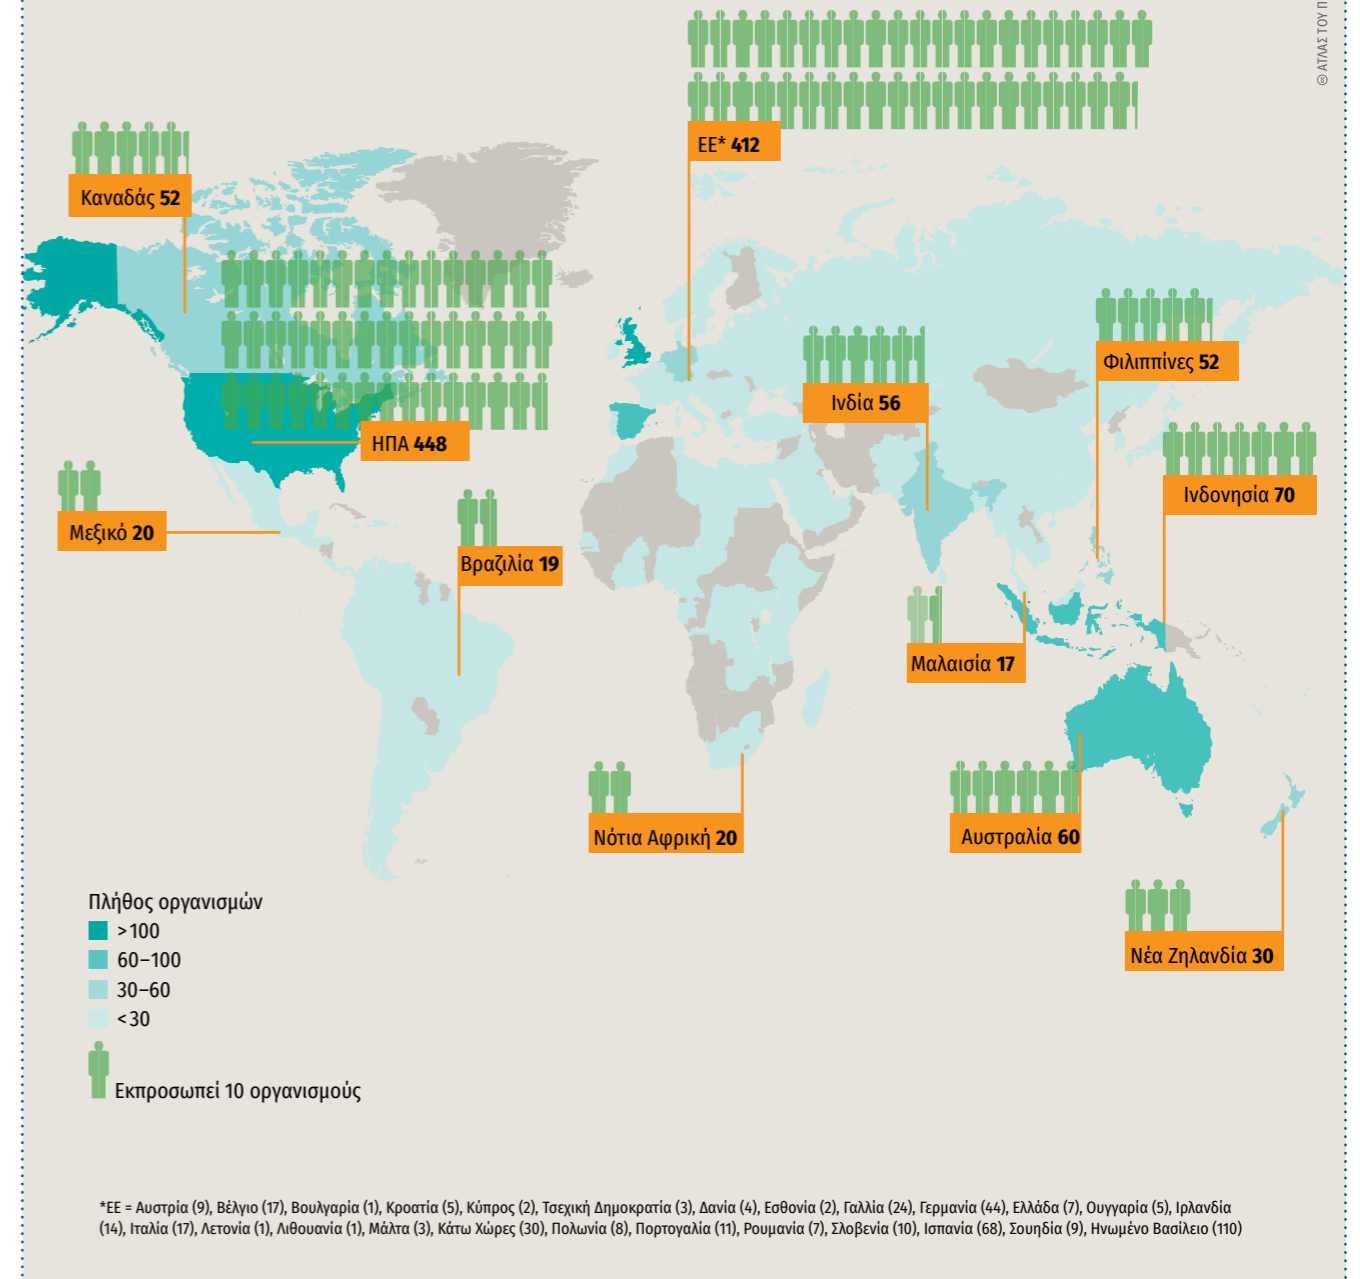 © ΑΤΛΑΣ ΤΟΥ Π
ΕΕ* 412
Καναδάς 52
Φιλιππίνες 52
Ινδία 56
ΗΠΑ 448
Ινδονησία 70
Μεξικό 20
Βραζιλία 19
Μαλαισία 17
Νότια Αφρική 20
Αυστραλία 60
Νέα Ζηλανδία 30
Πλήθος οργανισμών
>100
60–100
30–60
<30
Εκπροσωπεί 10 οργανισμούς
*ΕΕ = Αυστρία (9), Βέλγιο (17), Βουλγαρία (1), Κροατία (5), Κύπρος (2), Τσεχική Δημοκρατία (3), Δανία (4), Εσθονία (2), Γαλλία (24), Γερμανία (44), Ελλάδα (7), Ουγγαρία (5), Ιρλανδία
(14), Ιταλία (17), Λετονία (1), Λιθουανία (1), Μάλτα (3), Κάτω Χώρες (30), Πολωνία (8), Πορτογαλία (11), Ρουμανία (7), Σλοβενία (10), Ισπανία (68), Σουηδία (9), Ηνωμένο Βασίλειο (110)